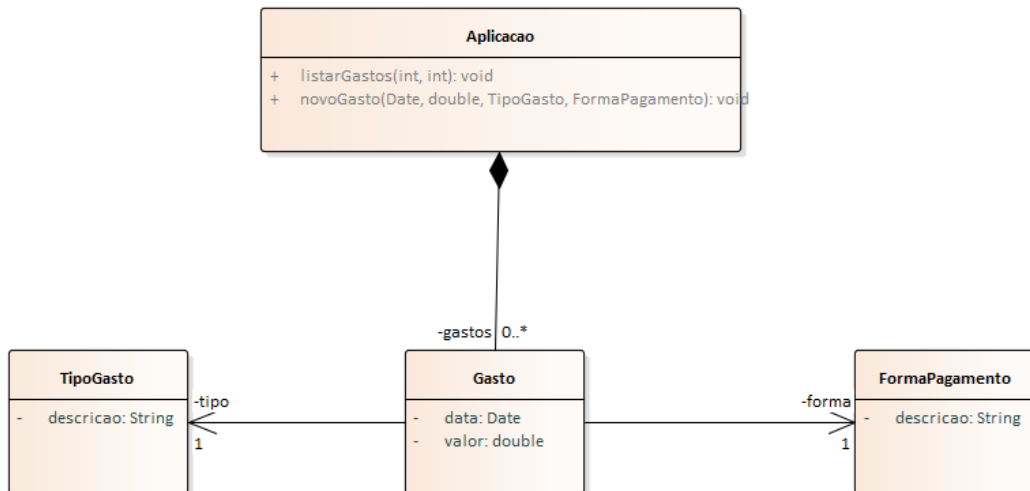 Aplicacao
+ listarGastos(int, int): void
+ novoGasto(Date, double, TipoGasto, FormaPagamento): void
-gastos 0..*
TipoGasto
- descricao: String
-tipo
1
Gasto
- data: Date
- valor: double
-forma
1
FormaPagamento
- descricao: String